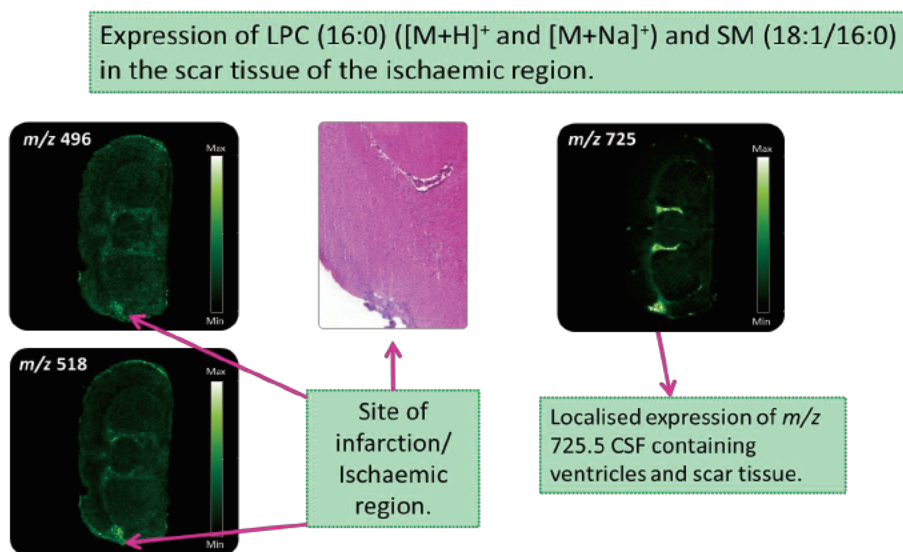 Expression of LPC (16:0) ([M+H]⁺ and [M+Na]⁺) and SM (18:1/16:0)
in the scar tissue of the ischaemic region.
m/z 496
Max
Min
m/z 725
Max
Min
m/z 518
Max
Min
Site of
infarction/
Ischaemic
region.
Localised expression of m/z
725.5 CSF containing
ventricles and scar tissue.